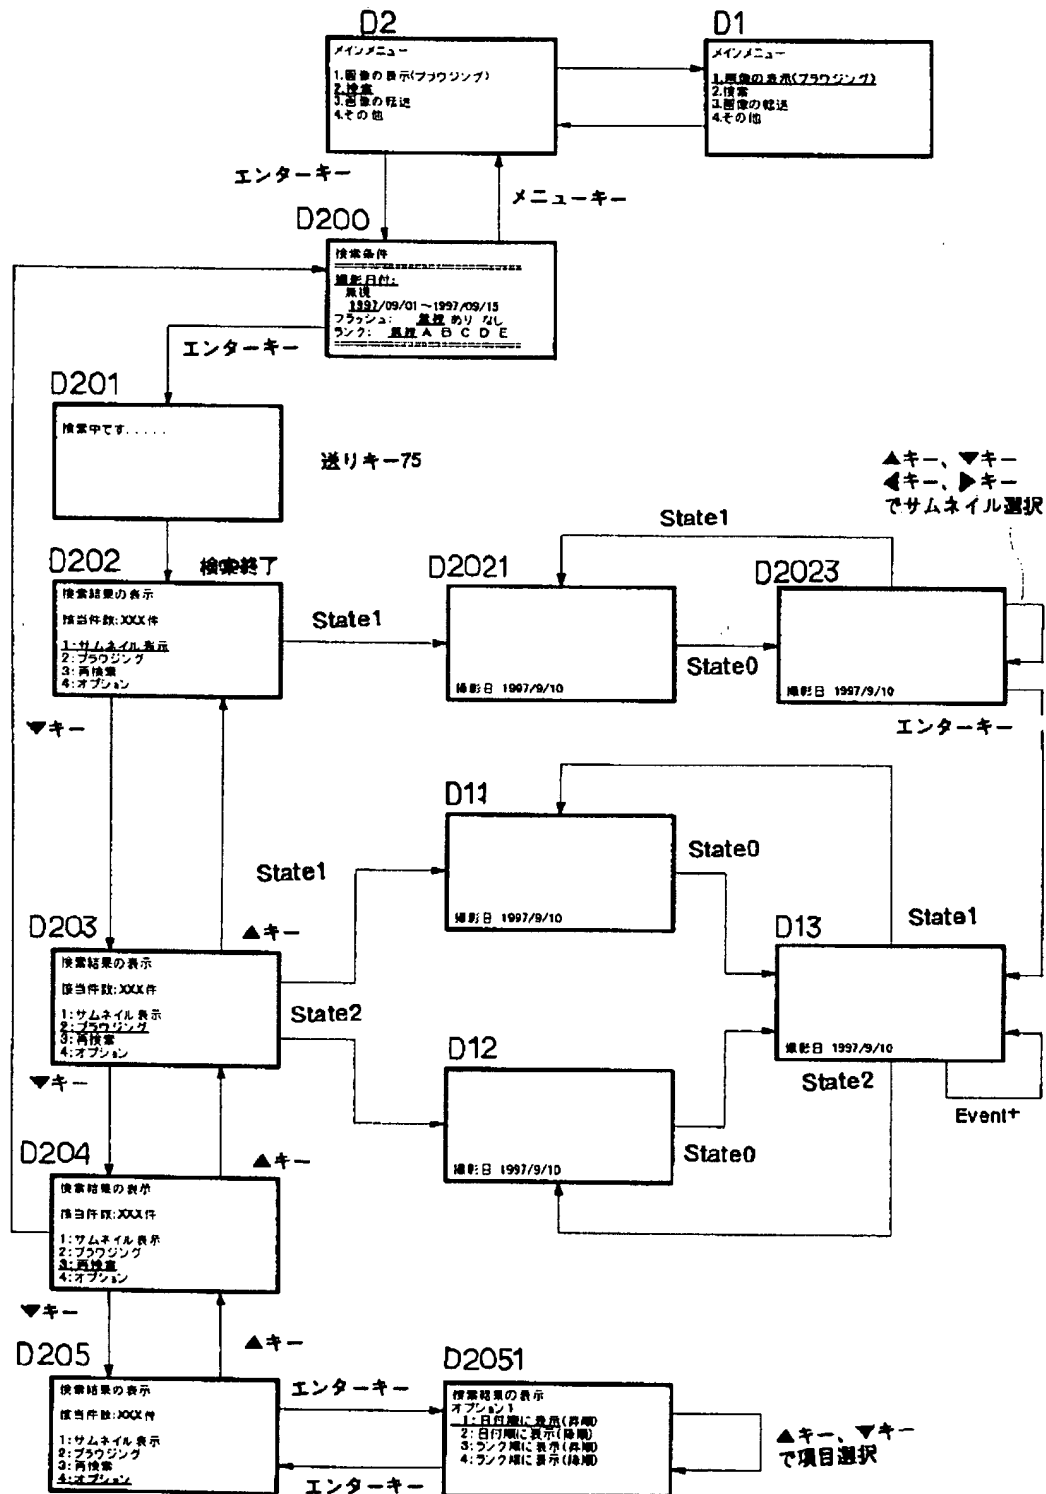 D2
メインメニュー
1.画像の表示(ブラウジング)
2.検索
3.画像の転送
4.その他
D1
メインメニュー
1.画像の表示(ブラウジング)
2.検索
3.画像の転送
4.その他
エンターキー
メニューキー
D200
検索条件
撮影日付:
無視
1997/09/01～1997/09/15
フラッシュ: 無視 あり なし
ランク: 無視 A B C D E
エンターキー
D201
検索中です.....
送りキー75
▲キー、▼キー
◀キー、▶キー
でサムネイル選択
D202
検索終了
検索結果の表示
該当件数:XXX件
1:サムネイル表示
2:ブラウジング
3:再検索
4:オプション
State1
D2021
撮影日 1997/9/10
State1
State0
D2023
撮影日 1997/9/10
エンターキー
▼キー
▲キー
D203
検索結果の表示
該当件数:XXX件
1:サムネイル表示
2:ブラウジング
3:再検索
4:オプション
State1
State2
D11
撮影日 1997/9/10
State0
D12
撮影日 1997/9/10
State0
D13
撮影日 1997/9/10
State1
State2
Event+
▼キー
▲キー
D204
検索結果の表示
該当件数:XXX件
1:サムネイル表示
2:ブラウジング
3:再検索
4:オプション
▼キー
▲キー
D205
検索結果の表示
該当件数:XXX件
1:サムネイル表示
2:ブラウジング
3:再検索
4:オプション
エンターキー
エンターキー
D2051
検索結果の表示
オプション1
1:日付順に表示(昇順)
2:日付順に表示(降順)
3:ランク順に表示(昇順)
4:ランク順に表示(降順)
▲キー、▼キー
で項目選択